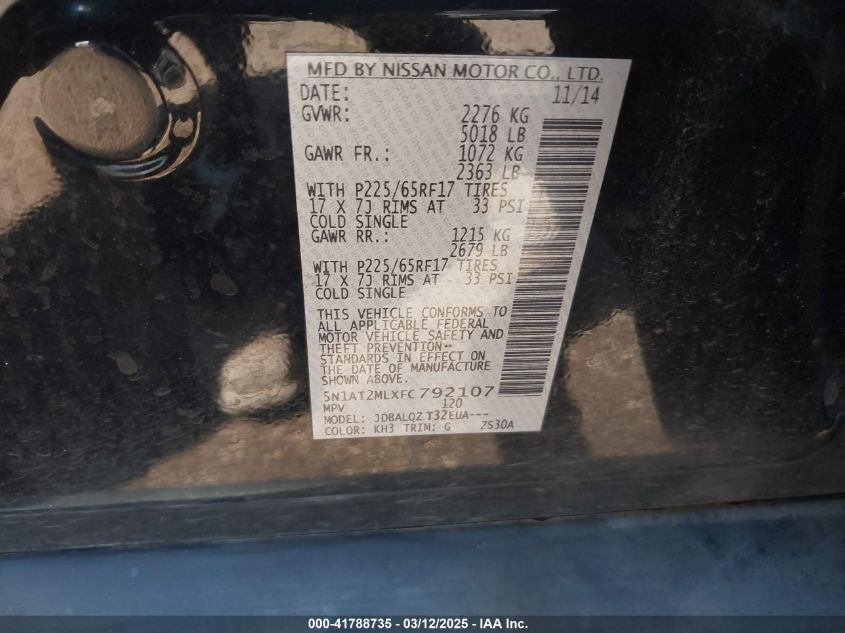 MFD BY NISSAN MOTOR CO., LTD.
DATE: 11/14
GVWR: 2276 KG
5018 LB
GAWR FR.: 1072 KG
2363 LB
WITH P225/65RF17 TIRES
17 X 7J RIMS AT 33 PSI
COLD SINGLE
GAWR RR.: 1215 KG
2679 LB
WITH P225/65RF17 TIRES
17 X 7J RIMS AT 33 PSI
COLD SINGLE
THIS VEHICLE CONFORMS TO
ALL APPLICABLE FEDERAL
MOTOR VEHICLE SAFETY AND
THEFT PREVENTION
STANDARDS IN EFFECT ON
THE DATE OF MANUFACTURE
SHOWN ABOVE.
5N1AT2MLXFC792107
MPV 120
MODEL: JDBALQZ T32EUA---
COLOR: KH3 TRIM: G ZS30A
000-41788735 - 03/12/2025 - IAA Inc.